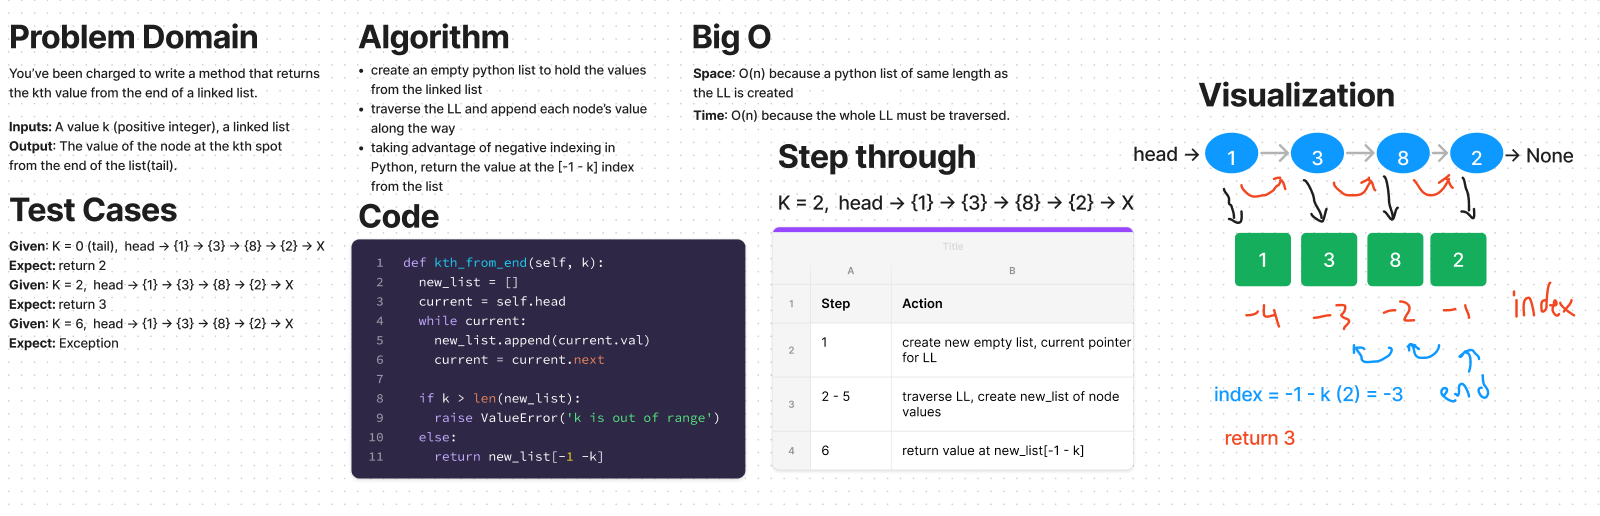 Problem Domain
You've been charged to write a method that returns
the kth value from the end of a linked list.
Inputs: A value k (positive integer), a linked list
Output: The value of the node at the kth spot
from the end of the list(tail).
Test Cases
Given: K = 0 (tail), head → {1} → {3} → {8} → {2} → X
Expect: return 2
Given: K = 2, head → {1} → {3} → {8} → {2} → X
Expect: return 3
Given: K = 6, head → {1} → {3} → {8} → {2} → X
Expect: Exception
Algorithm
• create an empty python list to hold the values
from the linked list
• traverse the LL and append each node's value
along the way
• taking advantage of negative indexing in
Python, return the value at the [-1 - k] index
from the list
Code
1 def kth_from_end(self, k):
2 new_list = []
3 current = self.head
4 while current:
5 new_list.append(current.val)
6 current = current.next
7
8 if k > len(new_list):
9 raise ValueError('k is out of range')
10 else:
11 return new_list[-1 -k]
Big O
Space: O(n) because a python list of same length as
the LL is created
Time: O(n) because the whole LL must be traversed.
Step through
K = 2, head → {1} → {3} → {8} → {2} → X
Title
A B
1 Step Action
2 1 create new empty list, current pointer
for LL
3 2 - 5 traverse LL, create new_list of node
values
4 6 return value at new_list[-1 - k]
Visualization
head → 1 → 3 → 8 → 2 → None
1 3 8 2
-4 -3 -2 -1 index
index = -1 - k (2) = -3 end
return 3